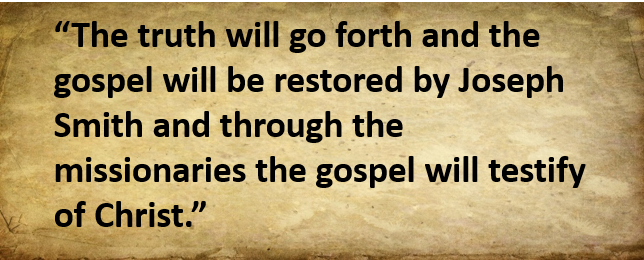 “The truth will go forth and the
gospel will be restored by Joseph
Smith and through the
missionaries the gospel will testify
of Christ.”